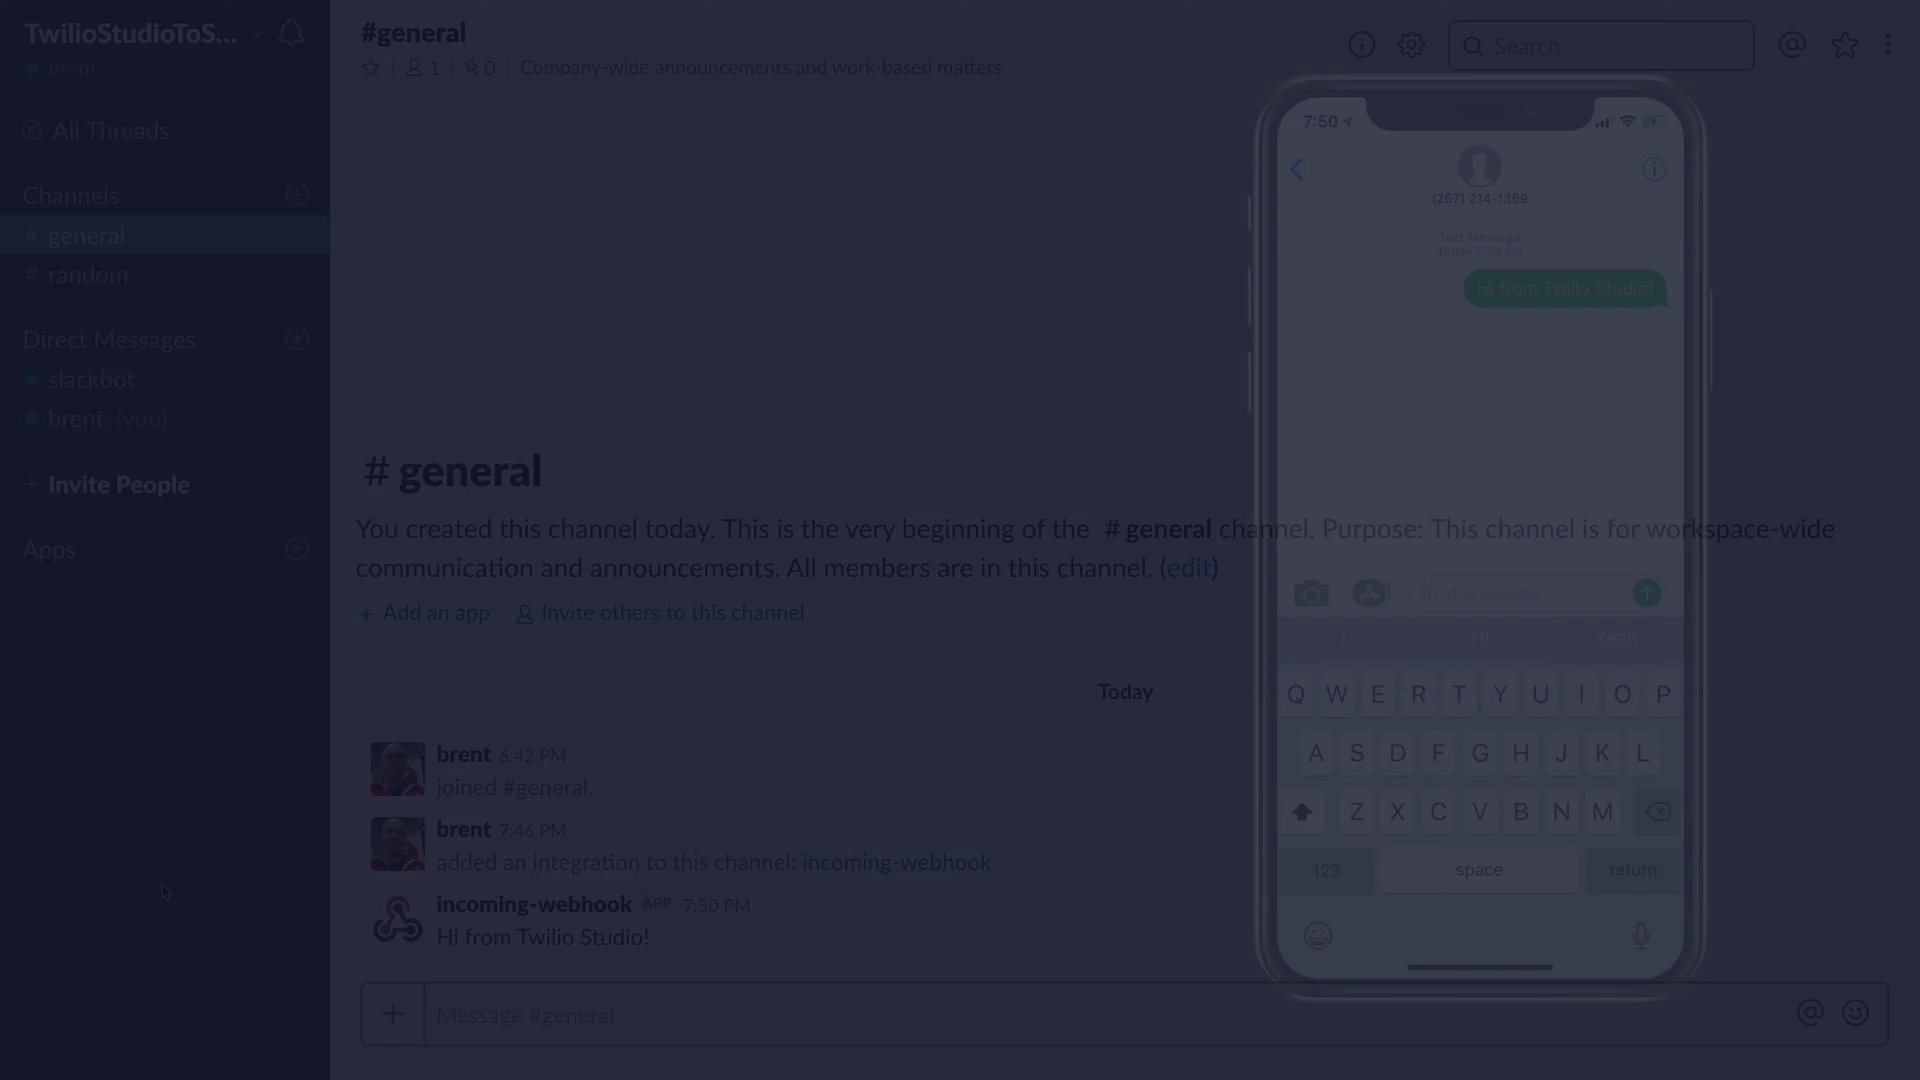 TwilioStudioToS...
brent
All Threads
Channels
# general
# random
Direct Messages
slackbot
brent (you)
+ Invite People
Apps
#general
1 | 0 | Company-wide announcements and work-based matters
Search
# general
You created this channel today. This is the very beginning of the # general channel. Purpose: This channel is for workspace-wide
communication and announcements. All members are in this channel. (edit)
+ Add an app Invite others to this channel
Today
brent 6:42 PM
joined #general.
brent 7:46 PM
added an integration to this channel: incoming-webhook
incoming-webhook APP 7:50 PM
Hi from Twilio Studio!
Message #general
7:50
(267) 214-1369
Text Message
Today 7:50 PM
Hi from Twilio Studio!
Text Message
I Hi Yeah
Q W E R T Y U I O P
A S D F G H J K L
Z X C V B N M
123 space return